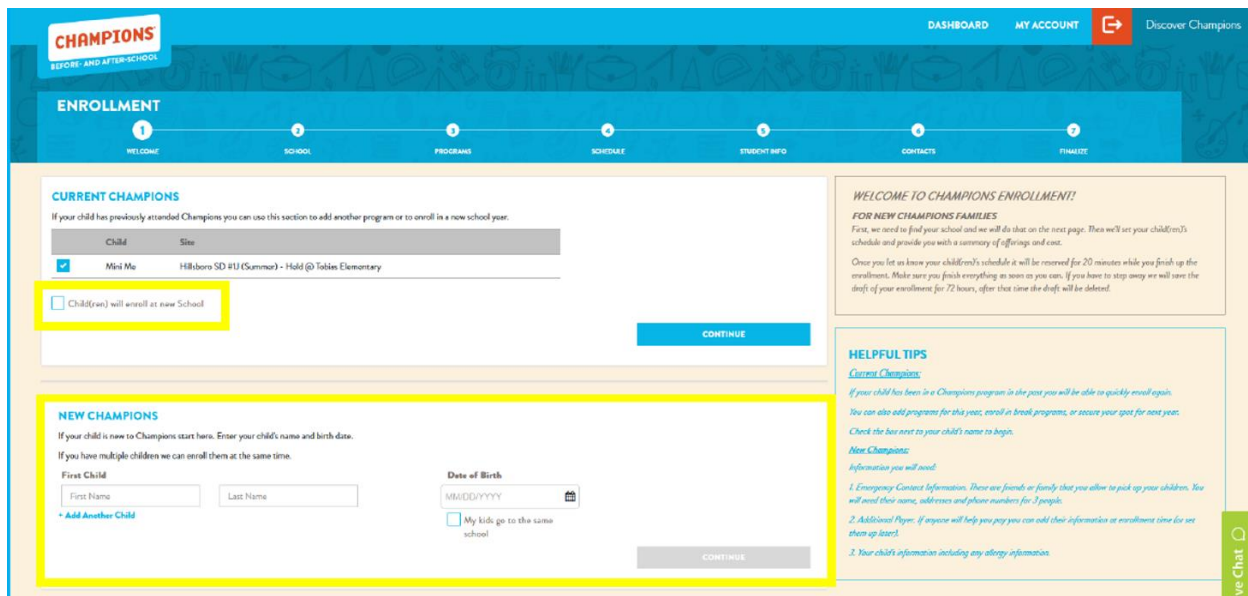 CHAMPIONS
BEFORE- AND AFTER-SCHOOL
DASHBOARD
MY ACCOUNT
Discover Champions
ENROLLMENT
1
2
3
4
5
6
7
WELCOME
SCHOOL
PROGRAMS
SCHEDULE
STUDENT INFO
CONTACTS
FINALIZE
CURRENT CHAMPIONS
If your child has previously attended Champions you can use this section to add another program or to enroll in a new school year.
Child Site
Mini Me Hillsboro SD #1J (Summer) - Held @ Tobias Elementary
Child(ren) will enroll at new School
CONTINUE
NEW CHAMPIONS
If your child is new to Champions start here. Enter your child's name and birth date.
If you have multiple children we can enroll them at the same time.
First Child
Date of Birth
First Name
Last Name
MM/DD/YYYY
+ Add Another Child
My kids go to the same
school
CONTINUE
WELCOME TO CHAMPIONS ENROLLMENT!
FOR NEW CHAMPIONS FAMILIES
First, we need to find your school and we will do that on the next page. Then we'll set your child(ren)'s
schedule and provide you with a summary of offerings and cost.
Once you let us know your child(ren)'s schedule it will be reserved for 20 minutes while you finish up the
enrollment. Make sure you finish everything as soon as you can. If you have to step away we will save the
draft of your enrollment for 72 hours, after that time the draft will be deleted.
HELPFUL TIPS
Current Champions:
If your child has been in a Champions program in the past you will be able to quickly enroll again.
You can also add programs for this year, enroll in break programs, or secure your spot for next year.
Check the box next to your child's name to begin.
New Champions:
Information you will need:
1. Emergency Contact Information. These are friends or family that you allow to pick up your children. You
will need their name, addresses and phone numbers for 3 people.
2. Additional Payer. If anyone will help you pay you can add their information at enrollment time (or set
them up later).
3. Your child's information including any allergy information.
ve Chat